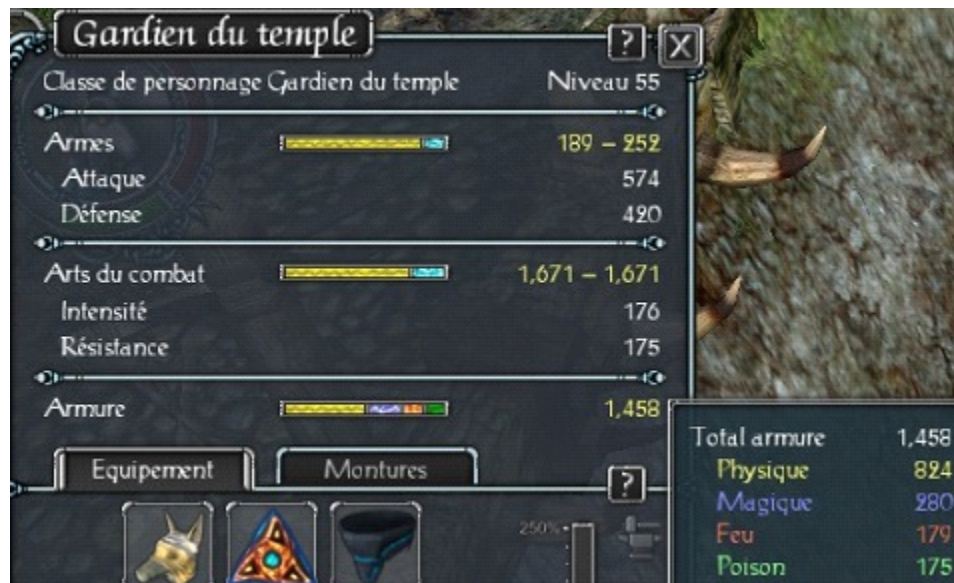 Gardien du temple
?
X
Classe de personnage Gardien du temple Niveau 55
Armes 189 – 252
Attaque 574
Défense 420
Arts du combat 1,671 – 1,671
Intensité 176
Résistance 175
Armure 1,458
Equipement Montures
?
250%
Total armure 1,458
Physique 824
Magique 280
Feu 179
Poison 175